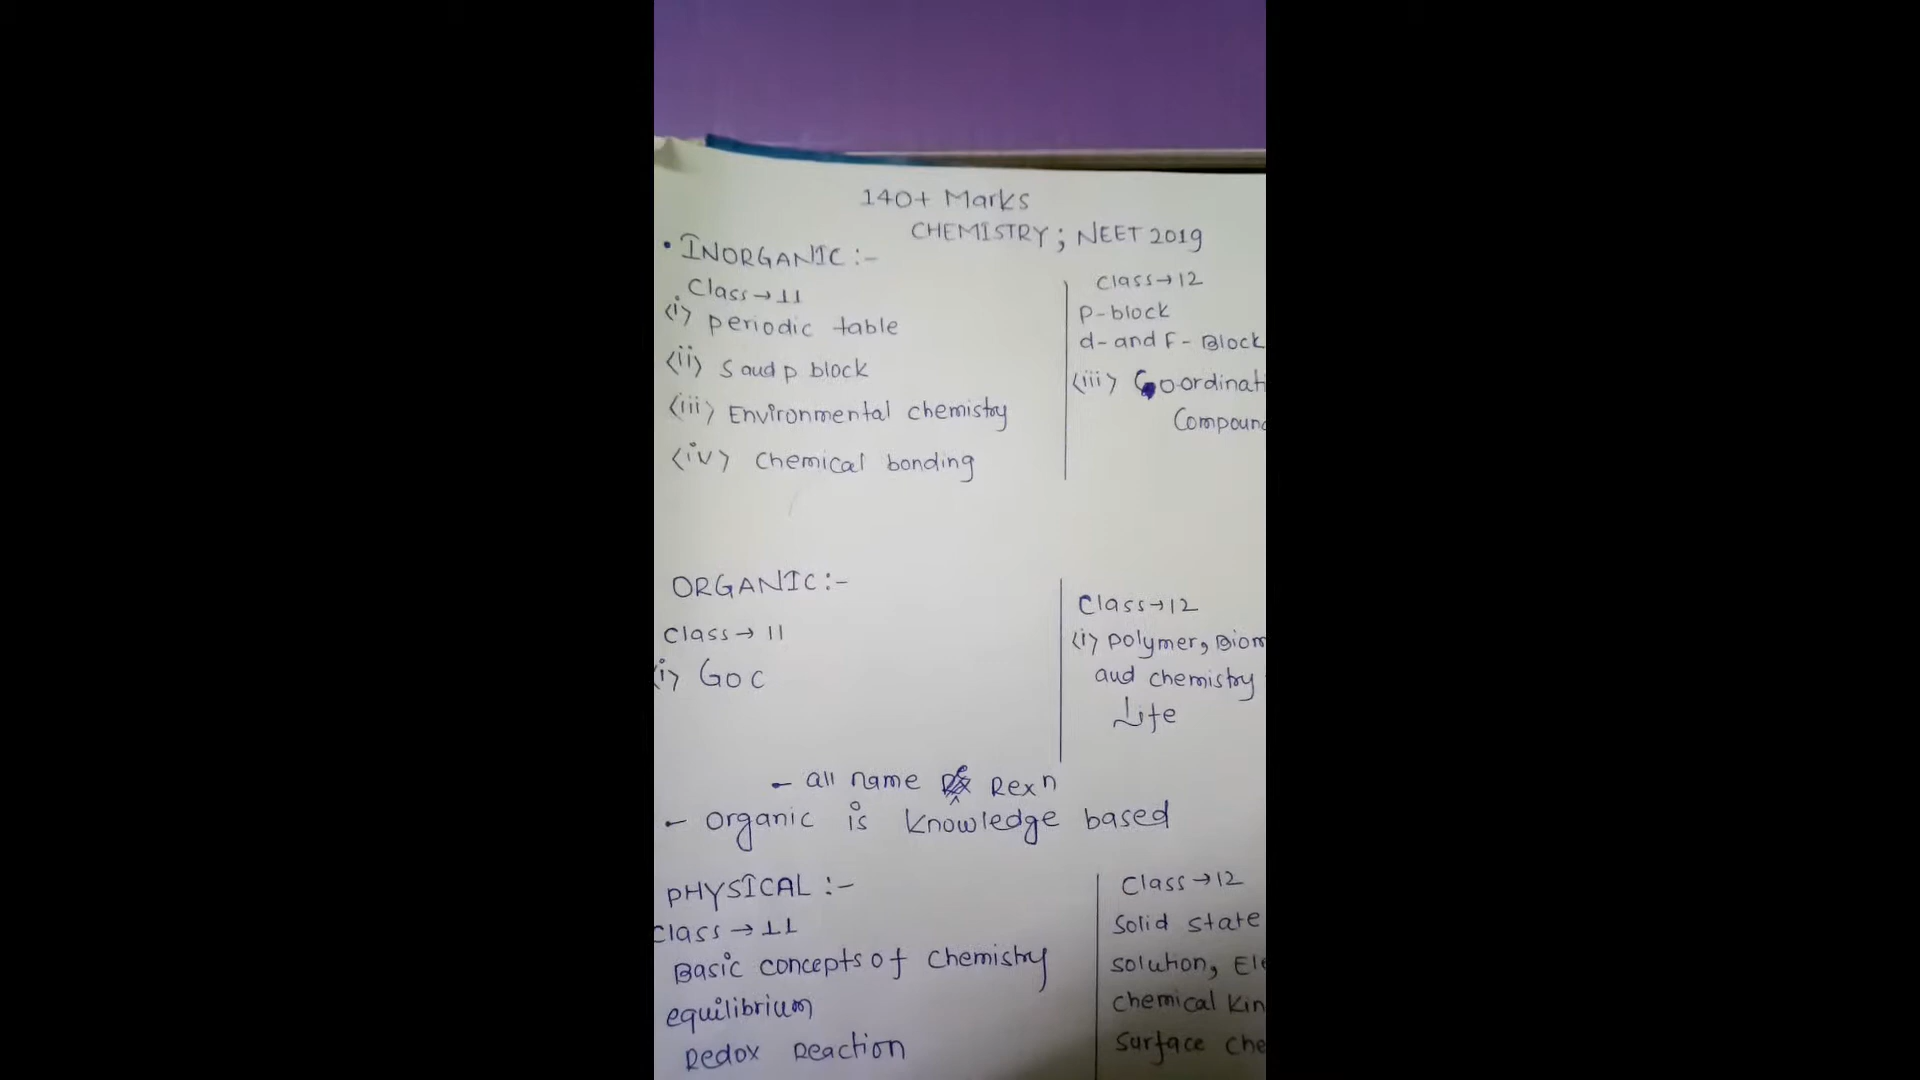 140+ Marks
CHEMISTRY; NEET 2019
• INORGANIC :-
Class → 11
(i) periodic table
(ii) S and p block
(iii) Environmental chemistry
(iv) chemical bonding
Class → 12
P-block
d- and F- Block
(iii) Co-ordinati
Compoun
ORGANIC :-
Class → 11
(i) GOC
Class → 12
(i) polymer, Biom
and chemistry
Life
- all name Rexn
- organic is knowledge based
PHYSICAL :-
Class → 11
Basic concepts of chemistry
equilibrium
Redox Reaction
Class → 12
Solid state
solution, Ele
chemical Kin
Surface che